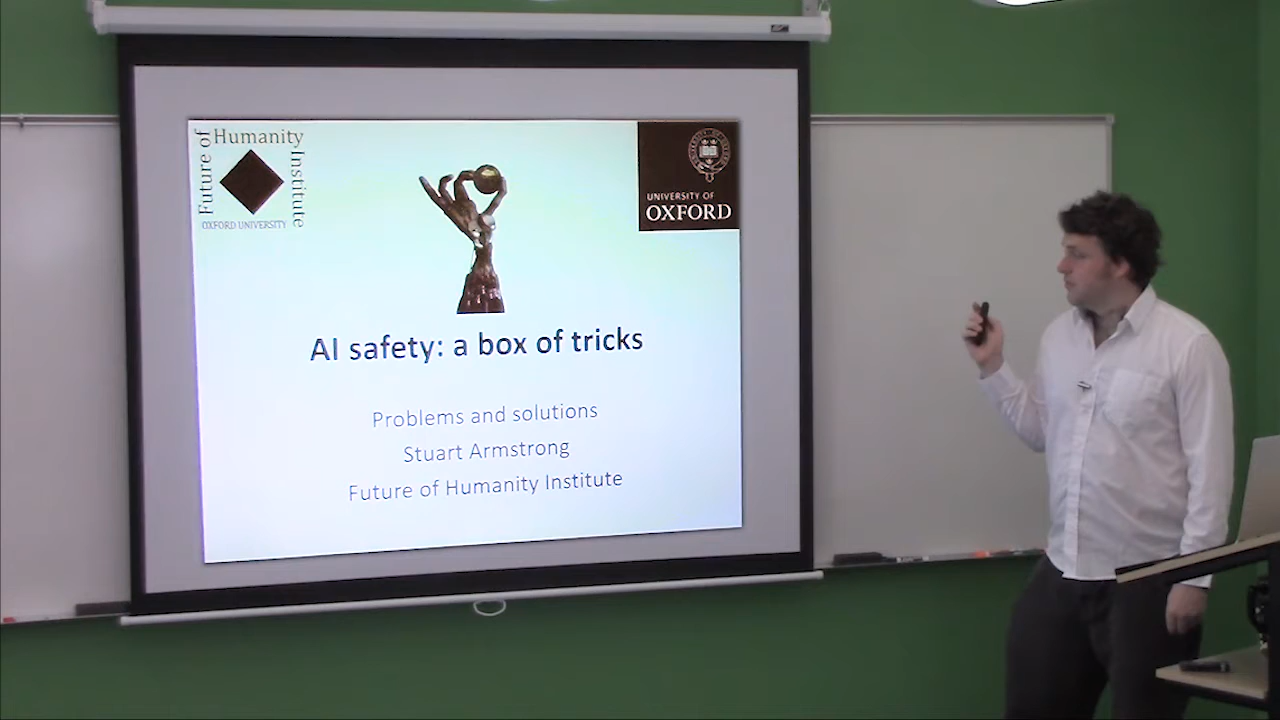 Future of
Humanity
Institute
OXFORD UNIVERSITY
UNIVERSITY OF
OXFORD
AI safety: a box of tricks
Problems and solutions
Stuart Armstrong
Future of Humanity Institute